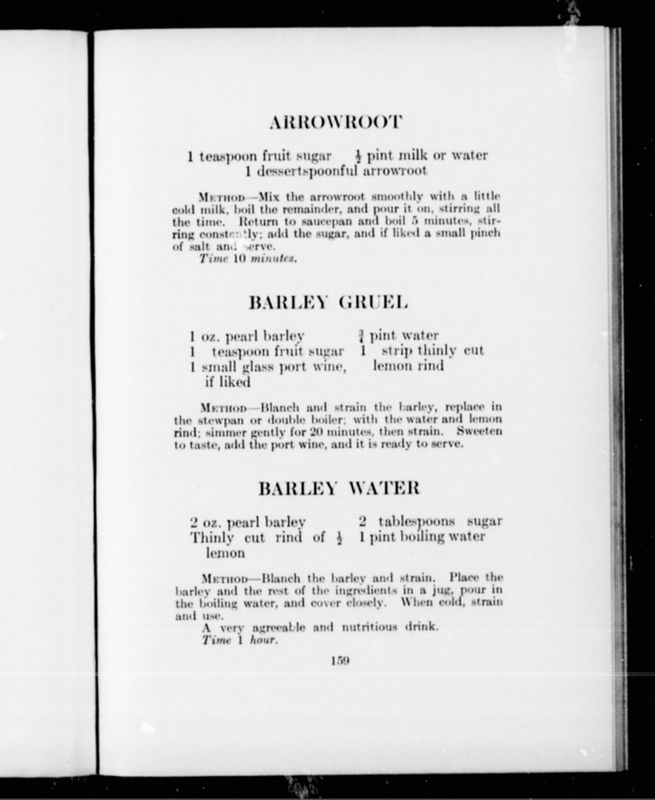 ARROWROOT
1 teaspoon fruit sugar ½ pint milk or water
1 dessertspoonful arrowroot
METHOD—Mix the arrowroot smoothly with a little
cold milk, boil the remainder, and pour it on, stirring all
the time. Return to saucepan and boil 5 minutes, stir-
ring constantly; add the sugar, and if liked a small pinch
of salt and serve.
Time 10 minutes.
BARLEY GRUEL
1 oz. pearl barley ¾ pint water
1 teaspoon fruit sugar 1 strip thinly cut
1 small glass port wine, lemon rind
if liked
METHOD—Blanch and strain the barley, replace in
the stewpan or double boiler; with the water and lemon
rind; simmer gently for 20 minutes, then strain. Sweeten
to taste, add the port wine, and it is ready to serve.
BARLEY WATER
2 oz. pearl barley 2 tablespoons sugar
Thinly cut rind of ½ 1 pint boiling water
lemon
METHOD—Blanch the barley and strain. Place the
barley and the rest of the ingredients in a jug, pour in
the boiling water, and cover closely. When cold, strain
and use.
A very agreeable and nutritious drink.
Time 1 hour.
159